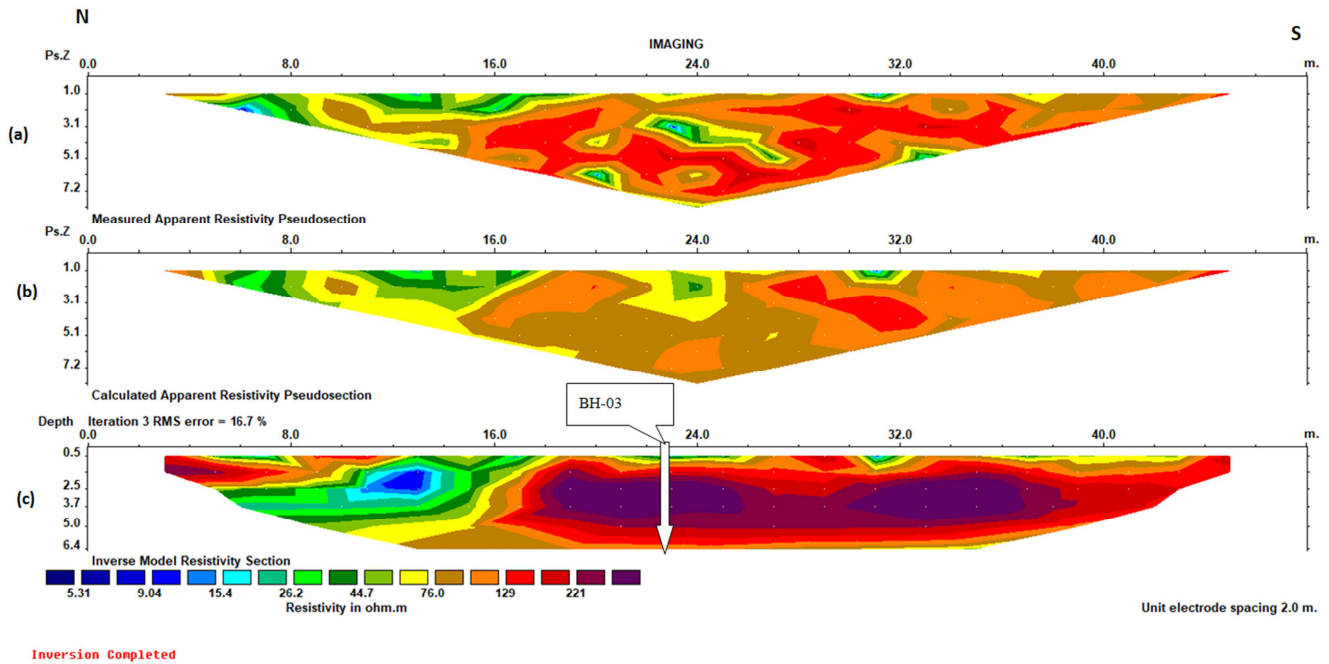 N S
IMAGING
Ps.Z 0.0 8.0 16.0 24.0 32.0 40.0 m.
1.0
(a)
3.1
5.1
7.2
Measured Apparent Resistivity Pseudosection
Ps.Z 0.0 8.0 16.0 24.0 32.0 40.0 m.
1.0
(b)
3.1
5.1
7.2
Calculated Apparent Resistivity Pseudosection
BH-03
Depth Iteration 3 RMS error = 16.7 %
0.0 8.0 16.0 24.0 32.0 40.0 m.
0.5
(c)
2.5
3.7
5.0
6.4
Inverse Model Resistivity Section
5.31 9.04 15.4 26.2 44.7 76.0 129 221
Resistivity in ohm.m
Unit electrode spacing 2.0 m.
Inversion Completed